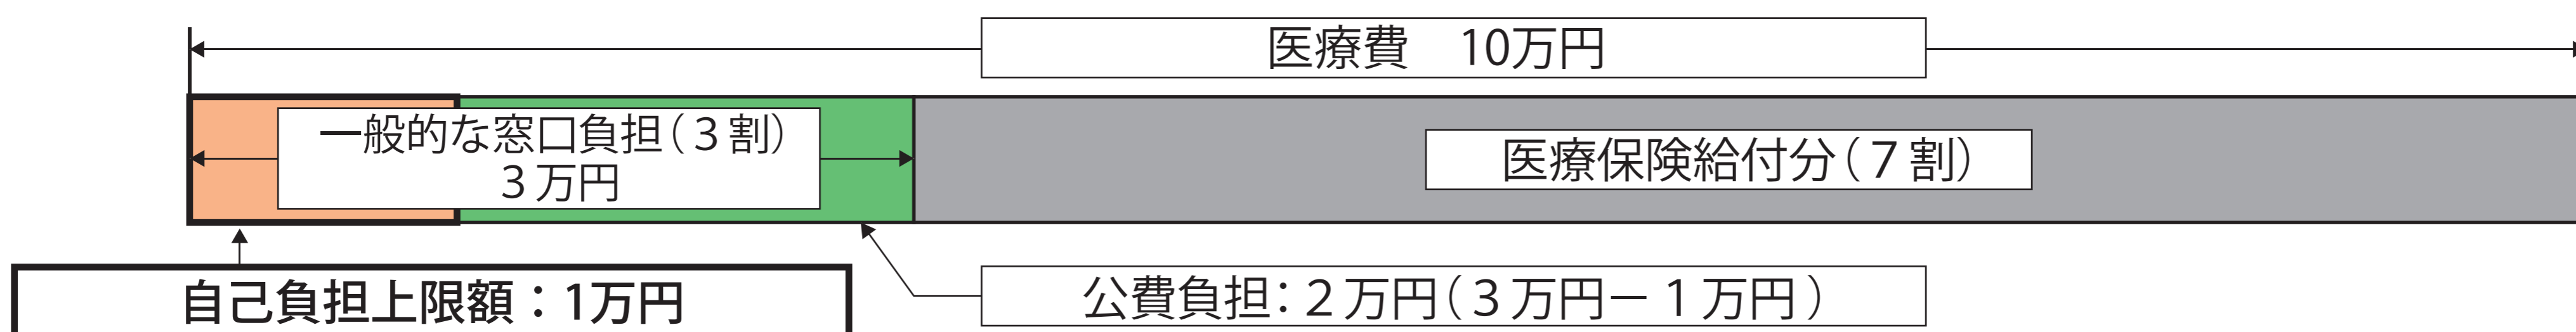 医療費　10万円
一般的な窓口負担（３割）
３万円
医療保険給付分（７割）
自己負担上限額：1万円
公費負担：２万円（３万円ー１万円）